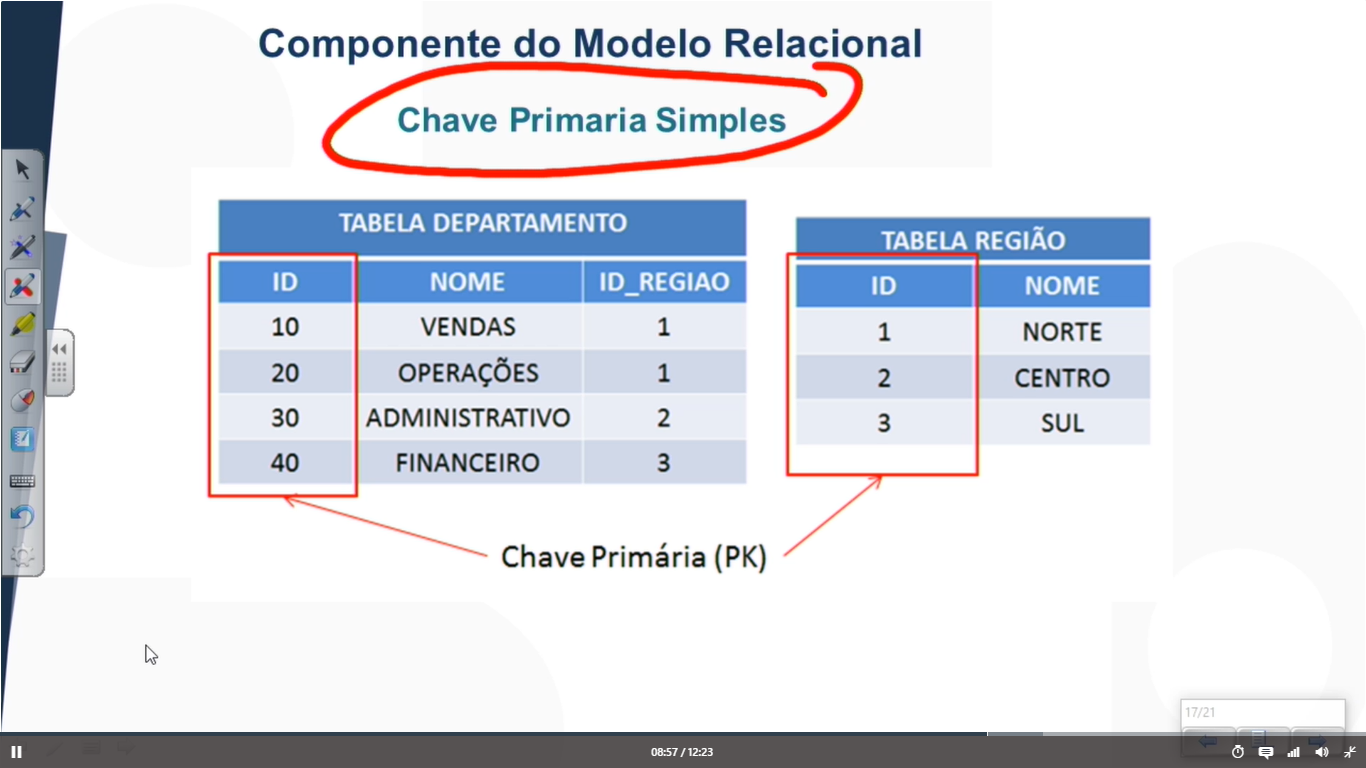 Componente do Modelo Relacional
Chave Primaria Simples
TABELA DEPARTAMENTO
ID NOME ID_REGIAO
10 VENDAS 1
20 OPERAÇÕES 1
30 ADMINISTRATIVO 2
40 FINANCEIRO 3
TABELA REGIÃO
ID NOME
1 NORTE
2 CENTRO
3 SUL
Chave Primária (PK)
17/21
08:57 / 12:23